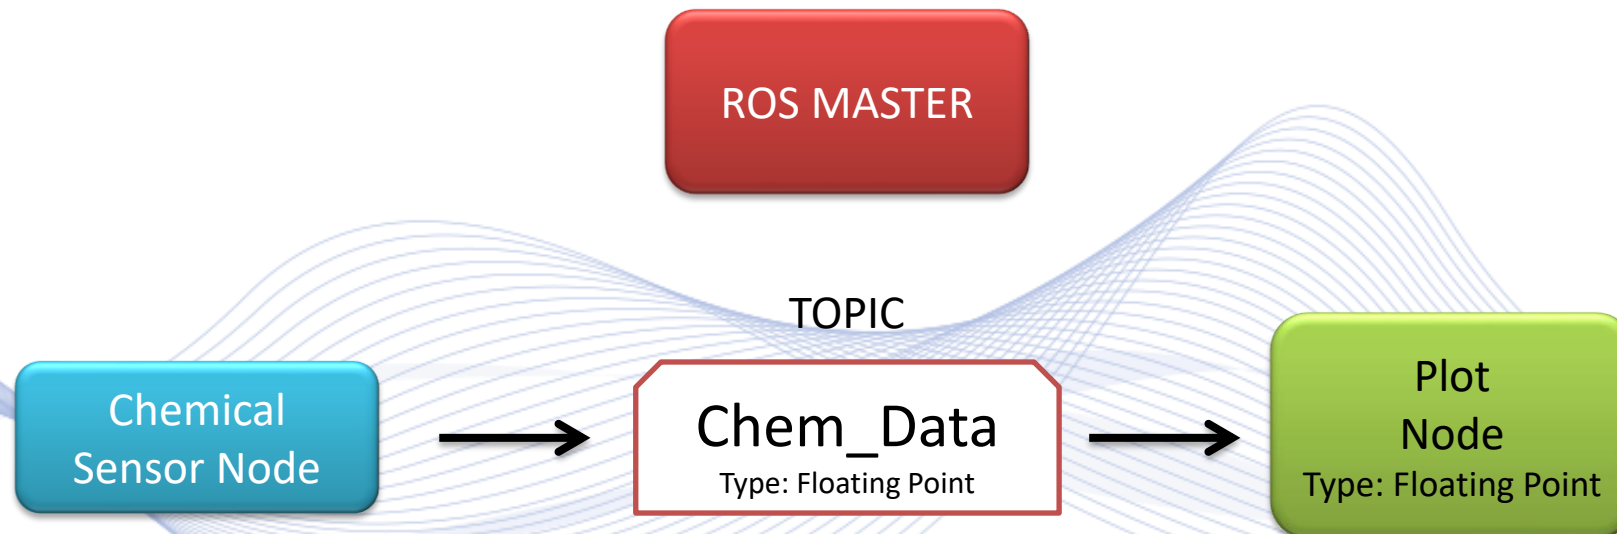 ROS MASTER
TOPIC
Chemical
Sensor Node
Chem_Data
Type: Floating Point
Plot
Node
Type: Floating Point